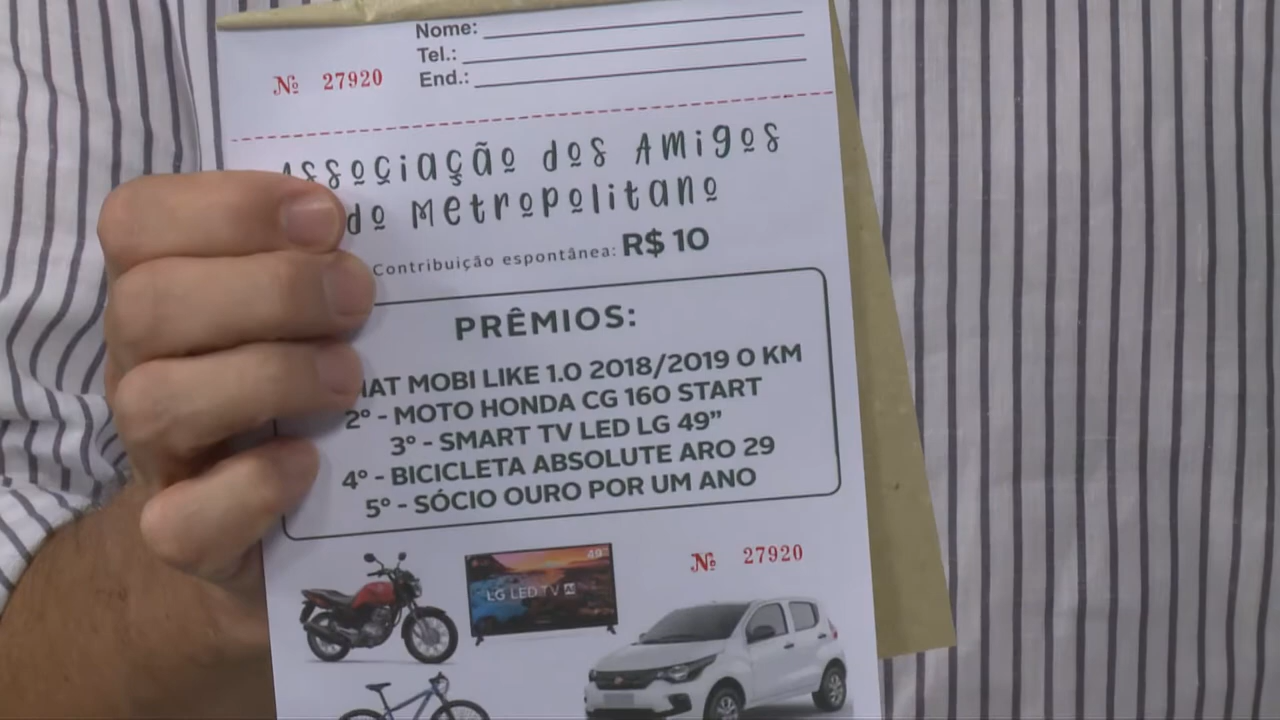 Nome:
Tel.:
End.:
№ 27920
Associação dos Amigos
do Metropolitano
Contribuição espontânea: R$ 10
PRÊMIOS:
MOBI LIKE 1.0 2018/2019 0 KM
2º - MOTO HONDA CG 160 START
3º - SMART TV LED LG 49”
4º - BICICLETA ABSOLUTE ARO 29
5º - SÓCIO OURO POR UM ANO
№ 27920
49"
LG LED TV